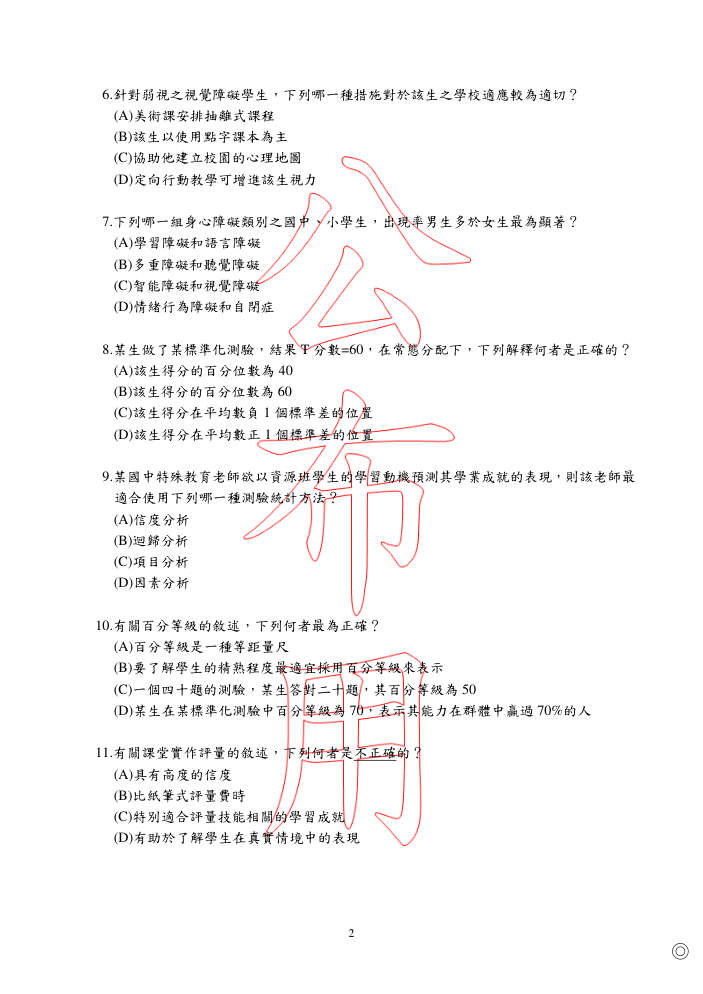 6.針對弱視之視覺障礙學生，下列哪一種措施對於該生之學校適應較為適切？
(A)美術課安排抽離式課程
(B)該生以使用點字課本為主
(C)協助他建立校園的心理地圖
(D)定向行動教學可增進該生視力
7.下列哪一組身心障礙類別之國中、小學生，出現率男生多於女生最為顯著？
(A)學習障礙和語言障礙
(B)多重障礙和聽覺障礙
(C)智能障礙和視覺障礙
(D)情緒行為障礙和自閉症
8.某生做了某標準化測驗，結果 T 分數=60，在常態分配下，下列解釋何者是正確的？
(A)該生得分的百分位數為 40
(B)該生得分的百分位數為 60
(C)該生得分在平均數負 1 個標準差的位置
(D)該生得分在平均數正 1 個標準差的位置
9.某國中特殊教育老師欲以資源班學生的學習動機預測其學業成就的表現，則該老師最
適合使用下列哪一種測驗統計方法？
(A)信度分析
(B)迴歸分析
(C)項目分析
(D)因素分析
10.有關百分等級的敘述，下列何者最為正確？
(A)百分等級是一種等距量尺
(B)要了解學生的精熟程度最適宜採用百分等級來表示
(C)一個四十題的測驗，某生答對二十題，其百分等級為 50
(D)某生在某標準化測驗中百分等級為 70，表示其能力在群體中贏過 70%的人
11.有關課堂實作評量的敘述，下列何者是不正確的？
(A)具有高度的信度
(B)比紙筆式評量費時
(C)特別適合評量技能相關的學習成就
(D)有助於了解學生在真實情境中的表現
公布用
2